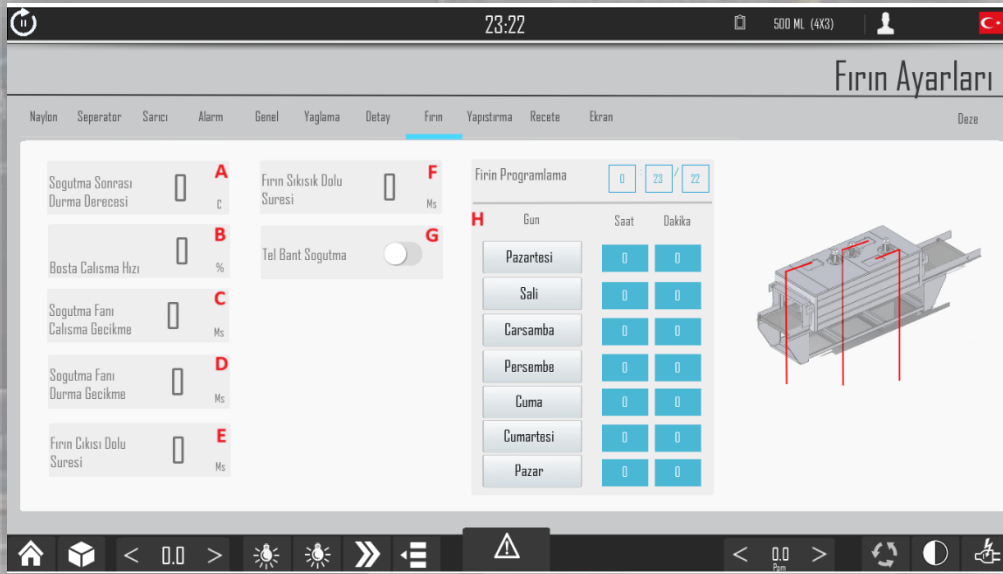 23:22
500 ML (4X3)
Fırın Ayarları
Naylon Seperator Sarıcı Alarm Genel Yaglama Detay Fırın Yapıstırma Recete Ekran Deze
Sogutma Sonrası
Durma Derecesi
0
C
A
Bosta Calısma Hızı
0
%
B
Sogutma Fanı
Calısma Gecikme
0
Ms
C
Sogutma Fanı
Durma Gecikme
0
Ms
D
Fırın Cıkısı Dolu
Suresi
0
Ms
E
Fırın Sıkısık Dolu
Suresi
0
Ms
F
Tel Bant Sogutma
G
Firin Programlama 0 : 23 / 22
H
Gun Saat Dakika
Pazartesi 0 0
Sali 0 0
Carsamba 0 0
Persembe 0 0
Cuma 0 0
Cumartesi 0 0
Pazar 0 0
< 0.0 >
< 0.0 >
Ppm